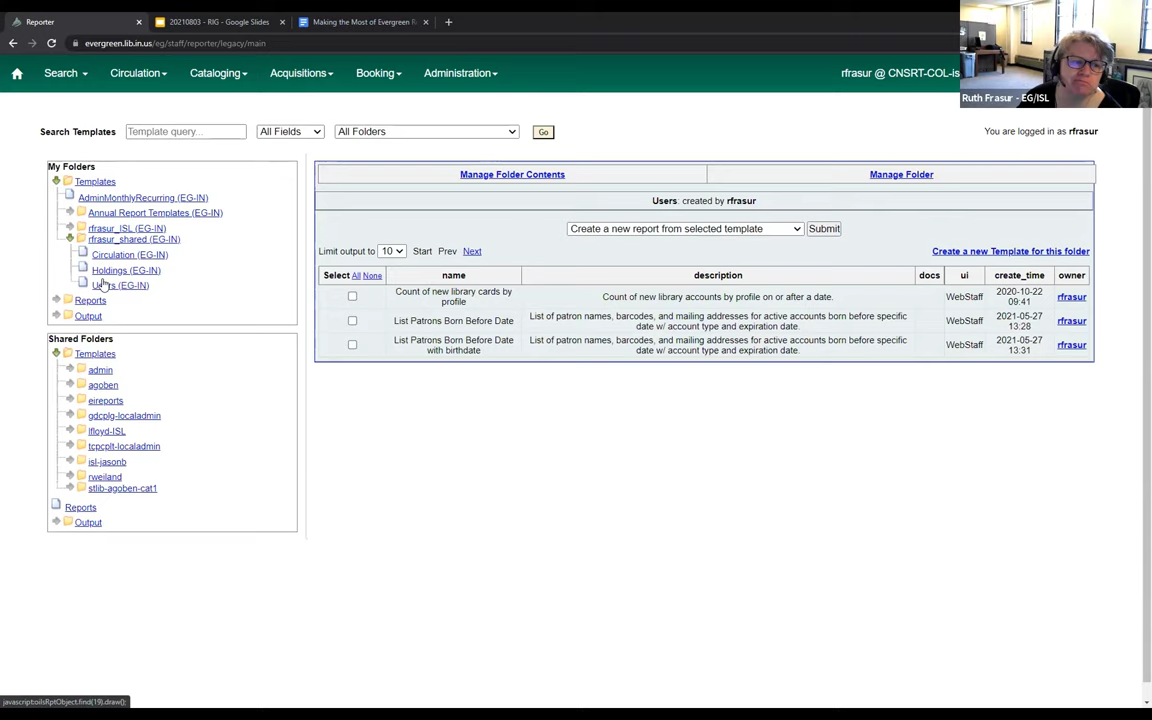 Reporter
20210803 - RIG - Google Slides
Making the Most of Evergreen R
evergreen.lib.in.us/eg/staff/reporter/legacy/main
Search
Circulation
Cataloging
Acquisitions
Booking
Administration
rfrasur @ CNSRT-COL-is
Ruth Frasur - EG/ISL
Search Templates
Template query...
All Fields
All Folders
Go
You are logged in as rfrasur
My Folders
Templates
AdminMonthlyRecurring (EG-IN)
Annual Report Templates (EG-IN)
rfrasur_ISL (EG-IN)
rfrasur_shared (EG-IN)
Circulation (EG-IN)
Holdings (EG-IN)
(EG-IN)
Reports
Output
Shared Folders
Templates
admin
agoben
eireports
gdcplg-localadmin
lfloyd-ISL
tcpcplt-localadmin
isl-jasonb
rweiland
stlib-agoben-cat1
Reports
Output
Manage Folder Contents
Manage Folder
Users: created by rfrasur
Create a new report from selected template
Submit
Limit output to 10 Start Prev Next
Create a new Template for this folder
Select All None name description docs ui create_time owner
Count of new library cards by
profile
Count of new library accounts by profile on or after a date.
WebStaff
2020-10-22
09:41
rfrasur
List Patrons Born Before Date
List of patron names, barcodes, and mailing addresses for active accounts born before specific
date w/ account type and expiration date.
WebStaff
2021-05-27
13:28
rfrasur
List Patrons Born Before Date
with birthdate
List of patron names, barcodes, and mailing addresses for active accounts born before specific
date w/ account type and expiration date.
WebStaff
2021-05-27
13:31
rfrasur
javascript:oilsRptObject.find(19).draw();